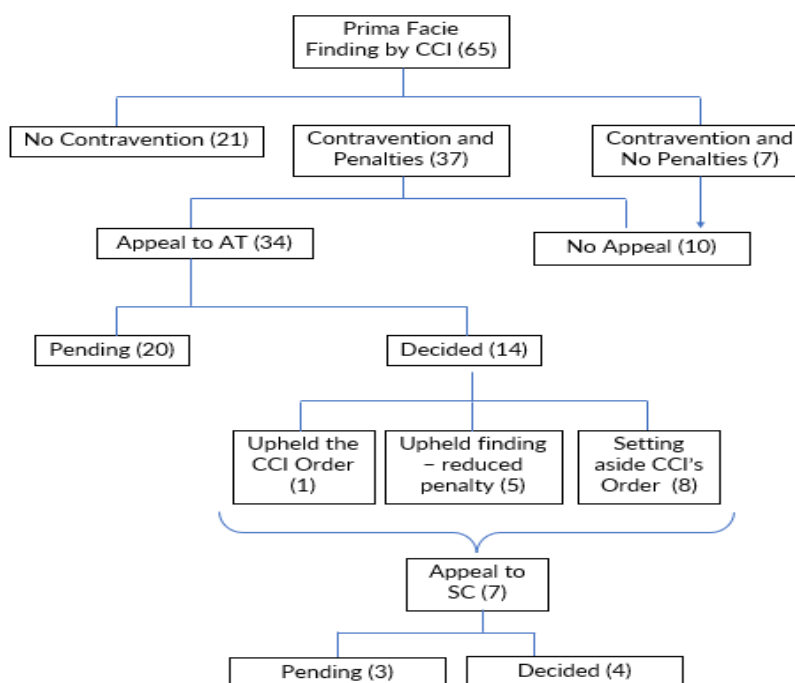 Prima Facie
Finding by CCI (65)
No Contravention (21)
Contravention and
Penalties (37)
Contravention and
No Penalties (7)
Appeal to AT (34)
No Appeal (10)
Pending (20)
Decided (14)
Upheld the
CCI Order
(1)
Upheld finding
– reduced
penalty (5)
Setting
aside CCI's
Order (8)
Appeal to
SC (7)
Pending (3)
Decided (4)